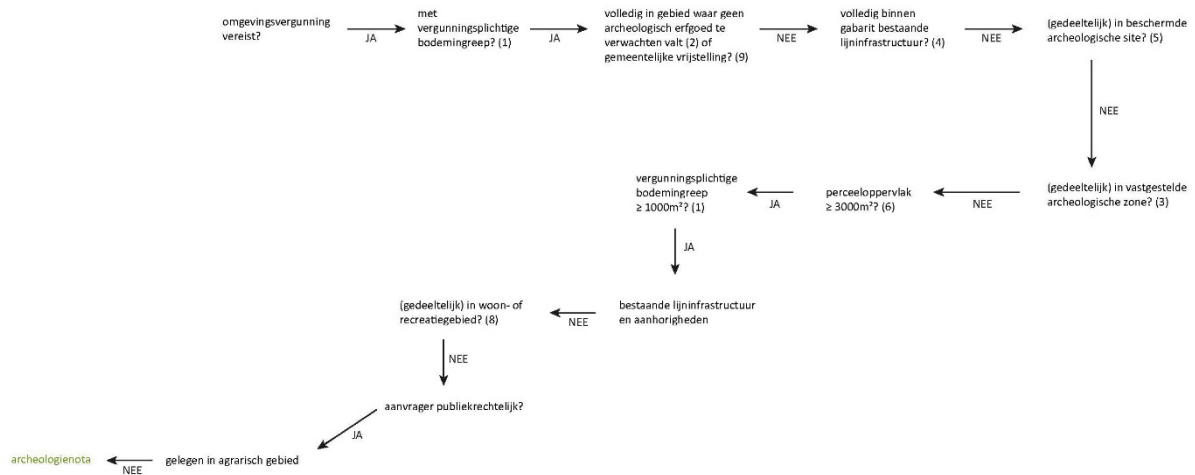 omgevingsvergunning
vereist?
JA
met
vergunningsplichtige
bodemingreep? (1)
JA
volledig in gebied waar geen
archeologisch erfgoed te
verwachten valt (2) of
gemeentelijke vrijstelling? (9)
NEE
volledig binnen
gabarit bestaande
lijninfrastructuur? (4)
NEE
(gedeeltelijk) in beschermde
archeologische site? (5)
NEE
(gedeeltelijk) in vastgestelde
archeologische zone? (3)
NEE
perceeloppervlak
≥ 3000m²? (6)
JA
vergunningsplichtige
bodemingreep
≥ 1000m²? (1)
JA
bestaande lijninfrastructuur
en aanhorigheden
NEE
(gedeeltelijk) in woon- of
recreatiegebied? (8)
NEE
aanvrager publiekrechtelijk?
JA
gelegen in agrarisch gebied
NEE
archeologienota